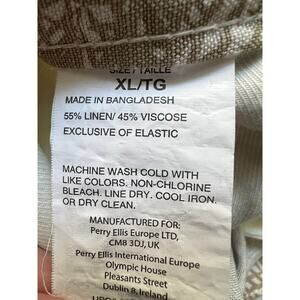 SIZE / TAILLE
XL/TG
MADE IN BANGLADESH
55% LINEN/ 45% VISCOSE
EXCLUSIVE OF ELASTIC
MACHINE WASH COLD WITH
LIKE COLORS. NON-CHLORINE
BLEACH. LINE DRY. COOL IRON.
OR DRY CLEAN.
MANUFACTURED FOR:
Perry Ellis Europe LTD,
CM8 3DJ, UK
Perry Ellis International Europe
Olympic House
Pleasants Street
Dublin 8, Ireland